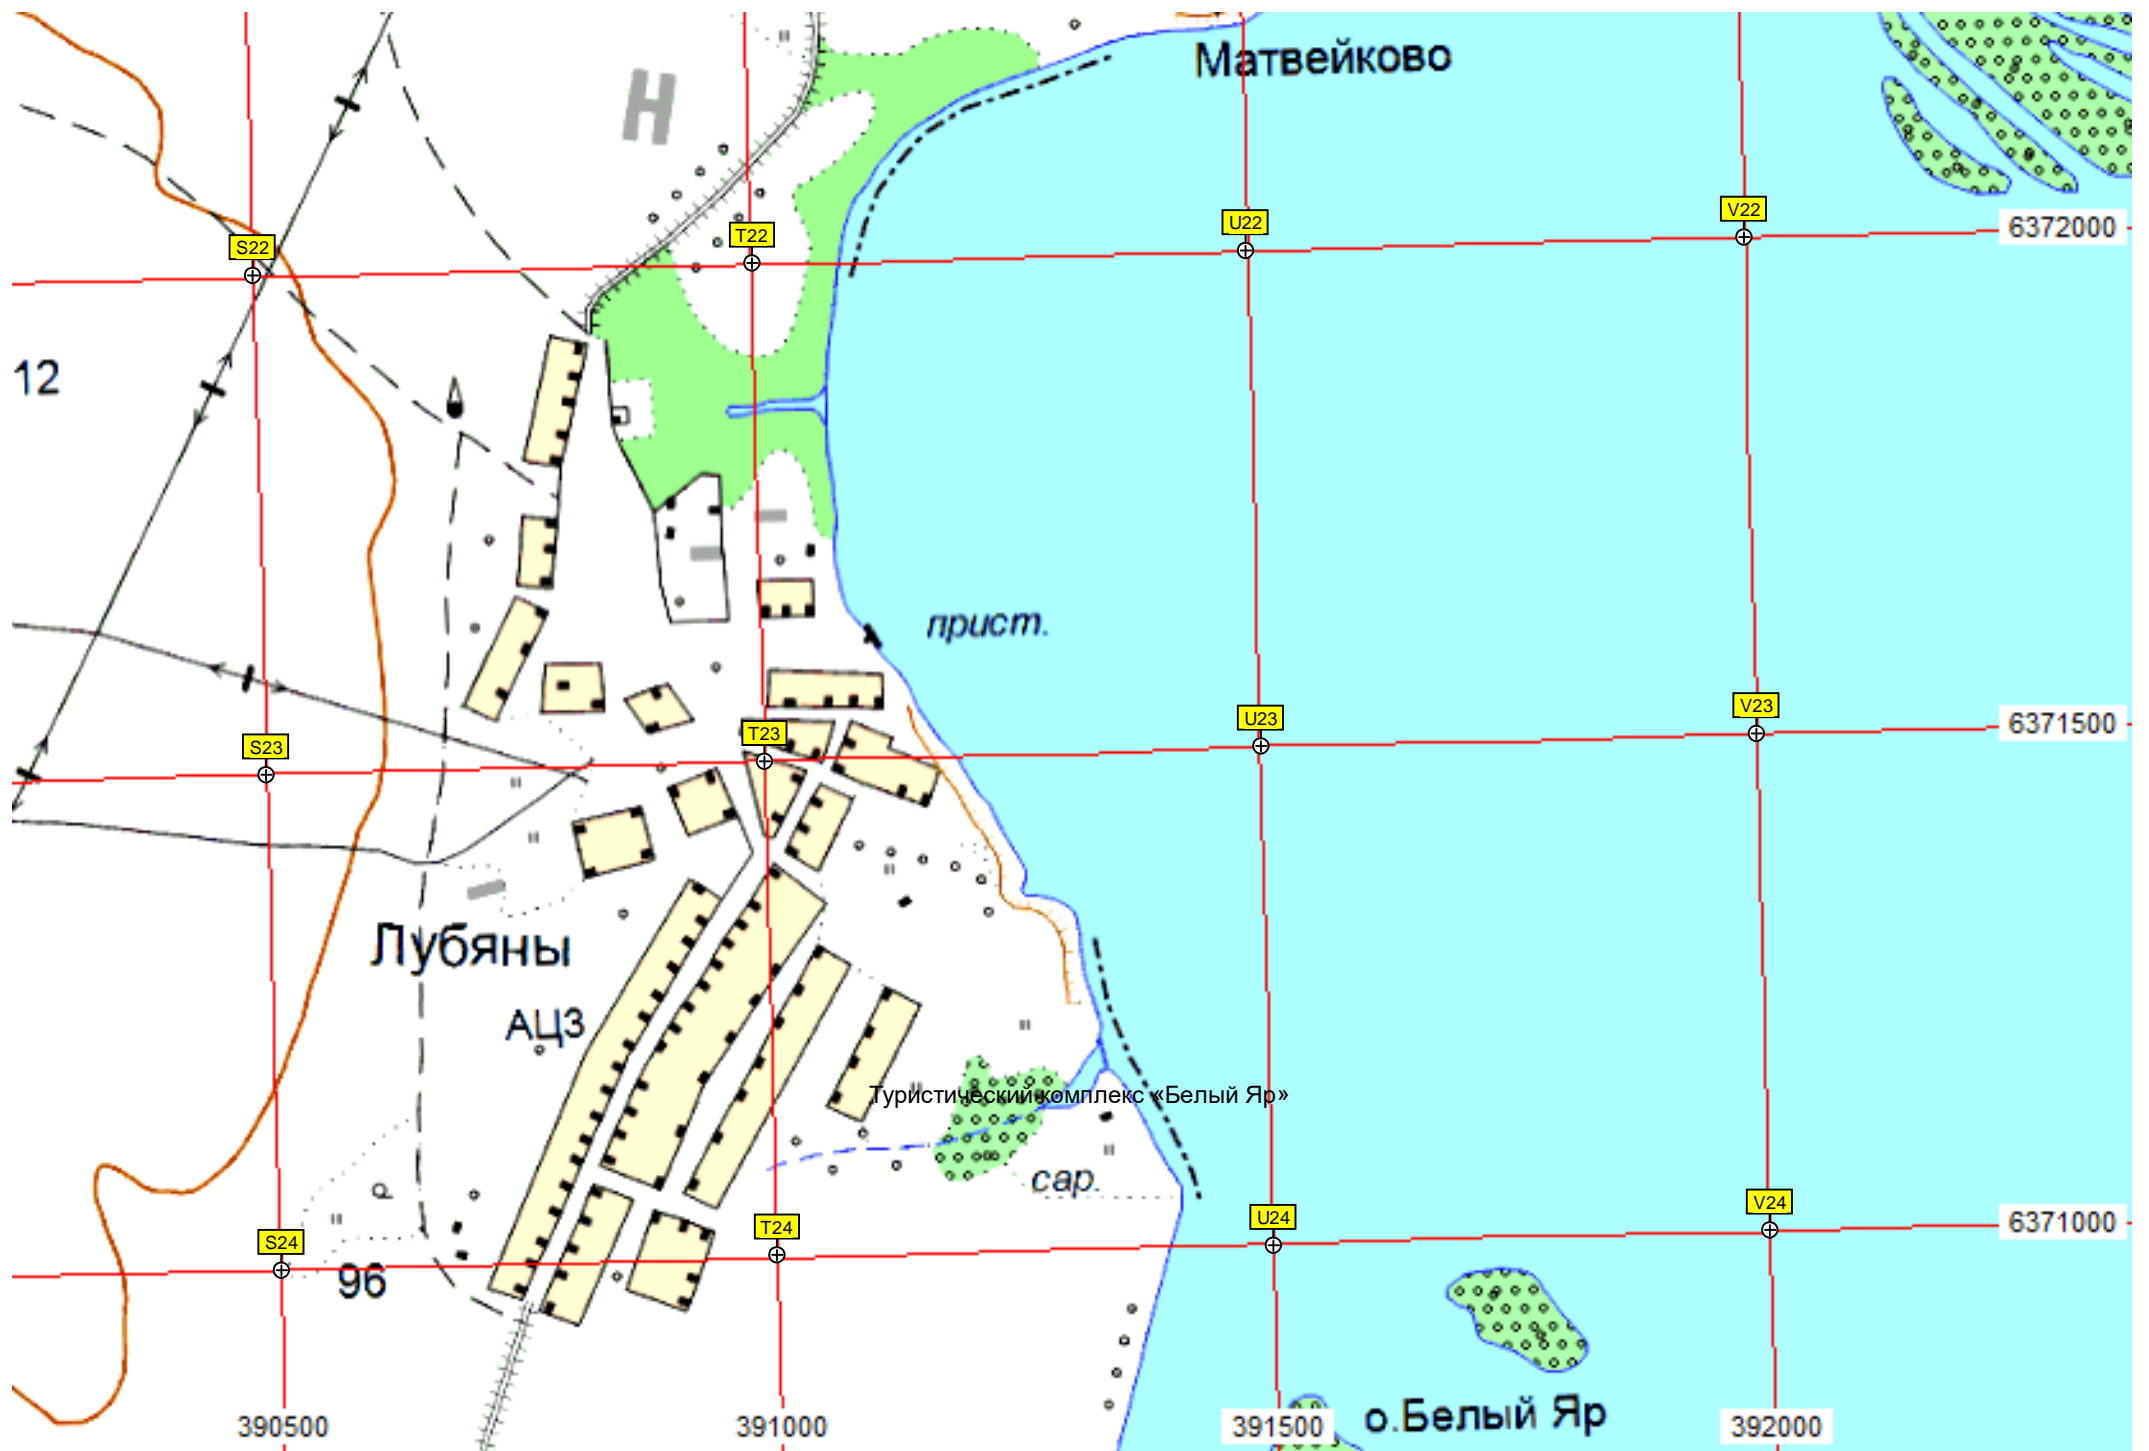 Матвейково
S22
T22
U22
V22
6372000
12
прист.
S23
T23
U23
V23
6371500
Лубяны
АЦЗ
Туристический комплекс «Белый Яр»
сар.
S24
T24
U24
V24
6371000
96
о.Белый Яр
390500
391000
391500
392000